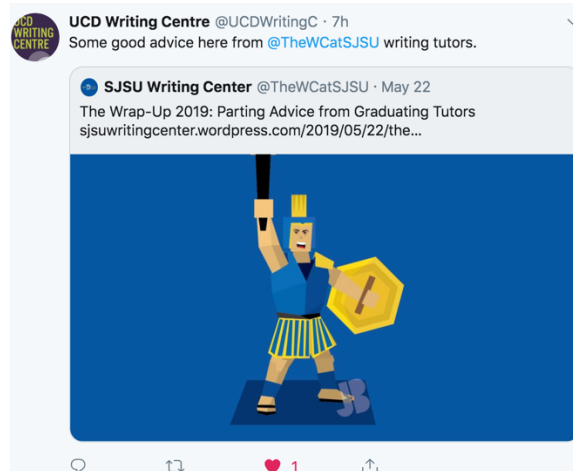 UCD WRITING CENTRE
UCD Writing Centre @UCDWritingC · 7h
Some good advice here from @TheWCatSJSU writing tutors.
SJSU Writing Center @TheWCatSJSU · May 22
The Wrap-Up 2019: Parting Advice from Graduating Tutors
sjsuwritingcenter.wordpress.com/2019/05/22/the...
JB
1